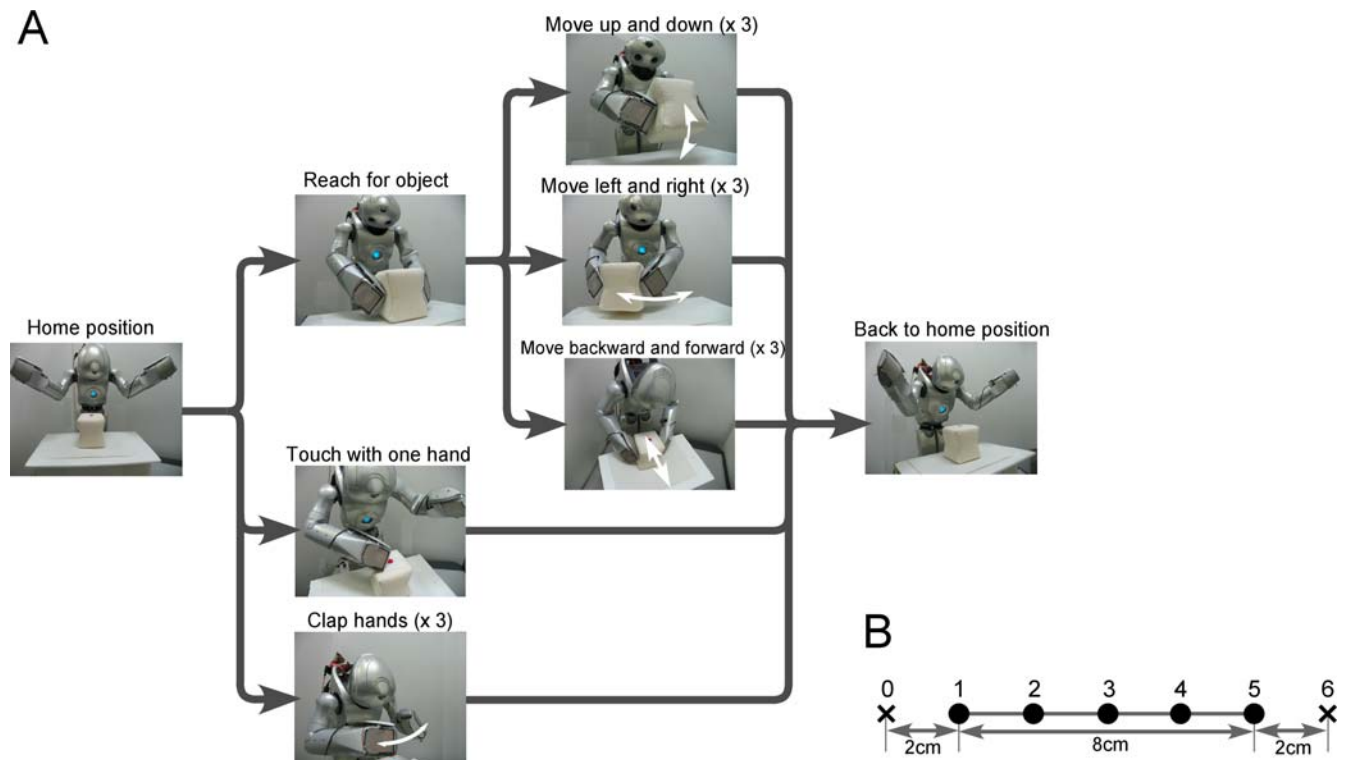 A
Move up and down (x 3)
Reach for object
Move left and right (x 3)
Home position
Move backward and forward (x 3)
Back to home position
Touch with one hand
Clap hands (x 3)
B
0 1 2 3 4 5 6
2cm 8cm 2cm